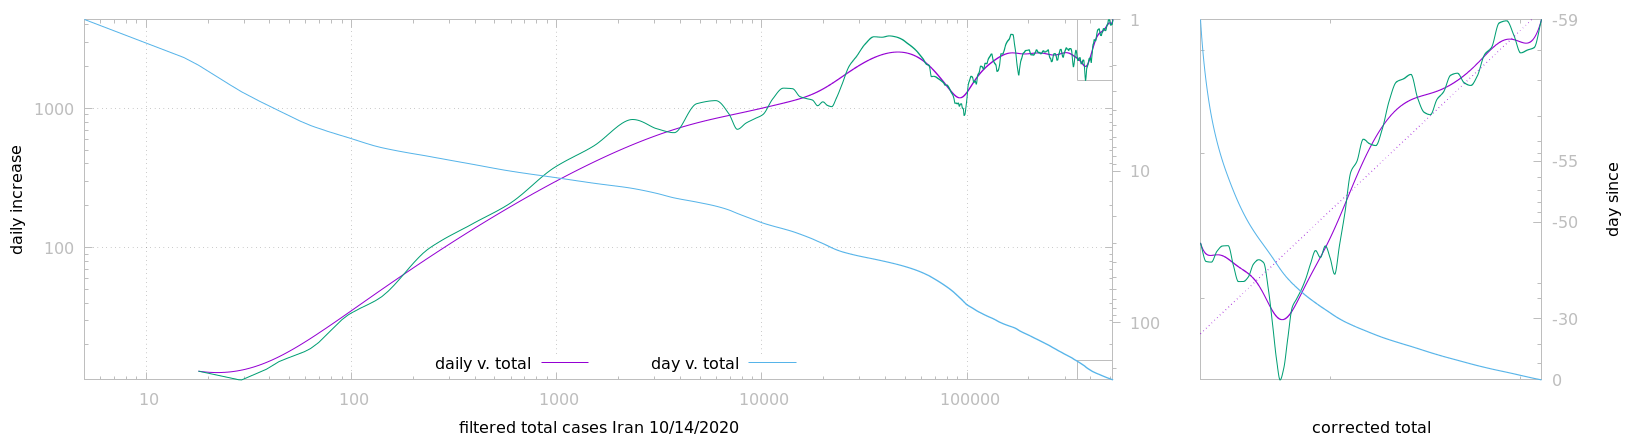 daily increase
1000
100
daily v. total
day v. total
10
100
1000
10000
100000
filtered total cases Iran 10/14/2020
1
10
100
-59
-55
-50
-30
0
day since
corrected total